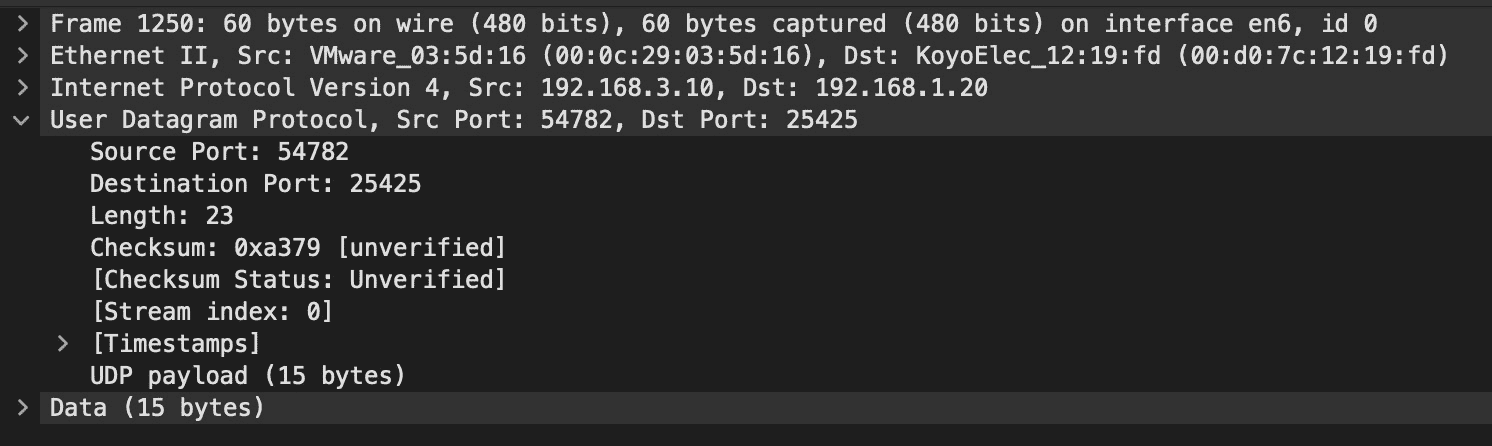 Frame 1250: 60 bytes on wire (480 bits), 60 bytes captured (480 bits) on interface en6, id 0
Ethernet II, Src: VMware_03:5d:16 (00:0c:29:03:5d:16), Dst: KoyoElec_12:19:fd (00:d0:7c:12:19:fd)
Internet Protocol Version 4, Src: 192.168.3.10, Dst: 192.168.1.20
User Datagram Protocol, Src Port: 54782, Dst Port: 25425
Source Port: 54782
Destination Port: 25425
Length: 23
Checksum: 0xa379 [unverified]
[Checksum Status: Unverified]
[Stream index: 0]
[Timestamps]
UDP payload (15 bytes)
Data (15 bytes)